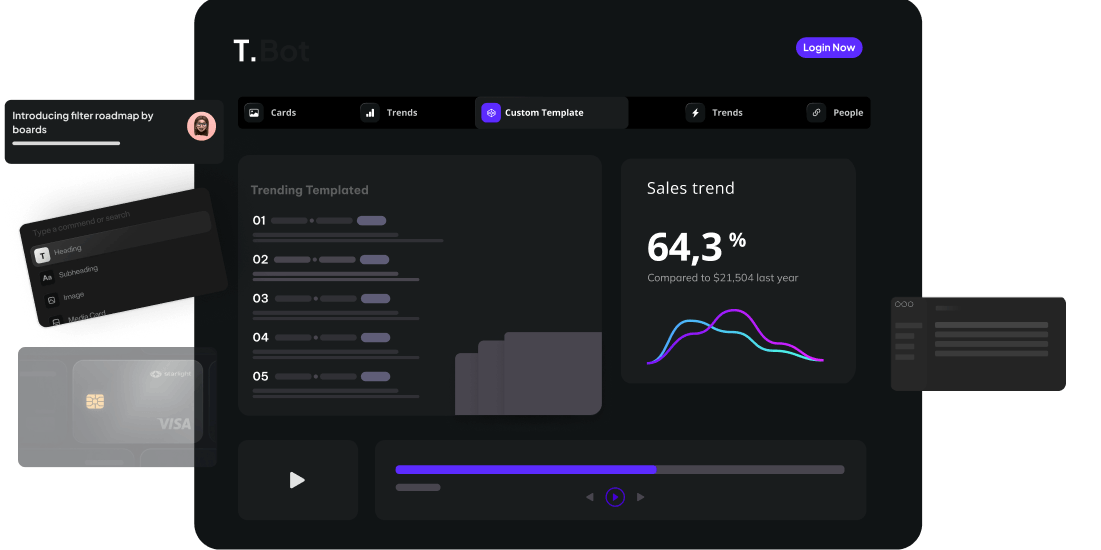 T.Bot
Login Now
Cards
Trends
Custom Template
Trends
People
Introducing filter roadmap by
boards
Type a commend or search
T
Heading
Aa
Subheading
Image
Media Card
VISA
Trending Templated
01
02
03
04
05
Sales trend
64,3 %
Compared to $21,504 last year